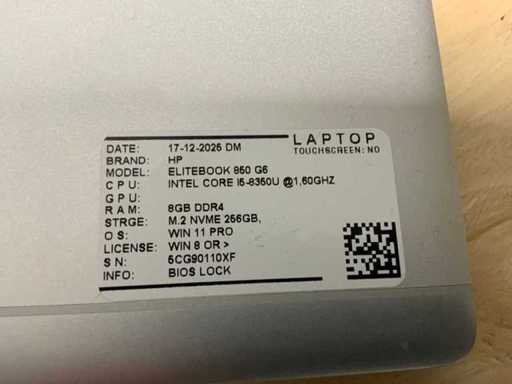 LAPTOP
TOUCHSCREEN: NO
DATE: 17-12-2025 DM
BRAND: HP
MODEL: ELITEBOOK 850 G5
CPU: INTEL CORE I5-8350U @1,60GHZ
GPU:
RAM: 8GB DDR4
STRGE: M.2 NVME 256GB,
OS: WIN 11 PRO
LICENSE: WIN 8 OR >
SN: 5CG90110XF
INFO: BIOS LOCK